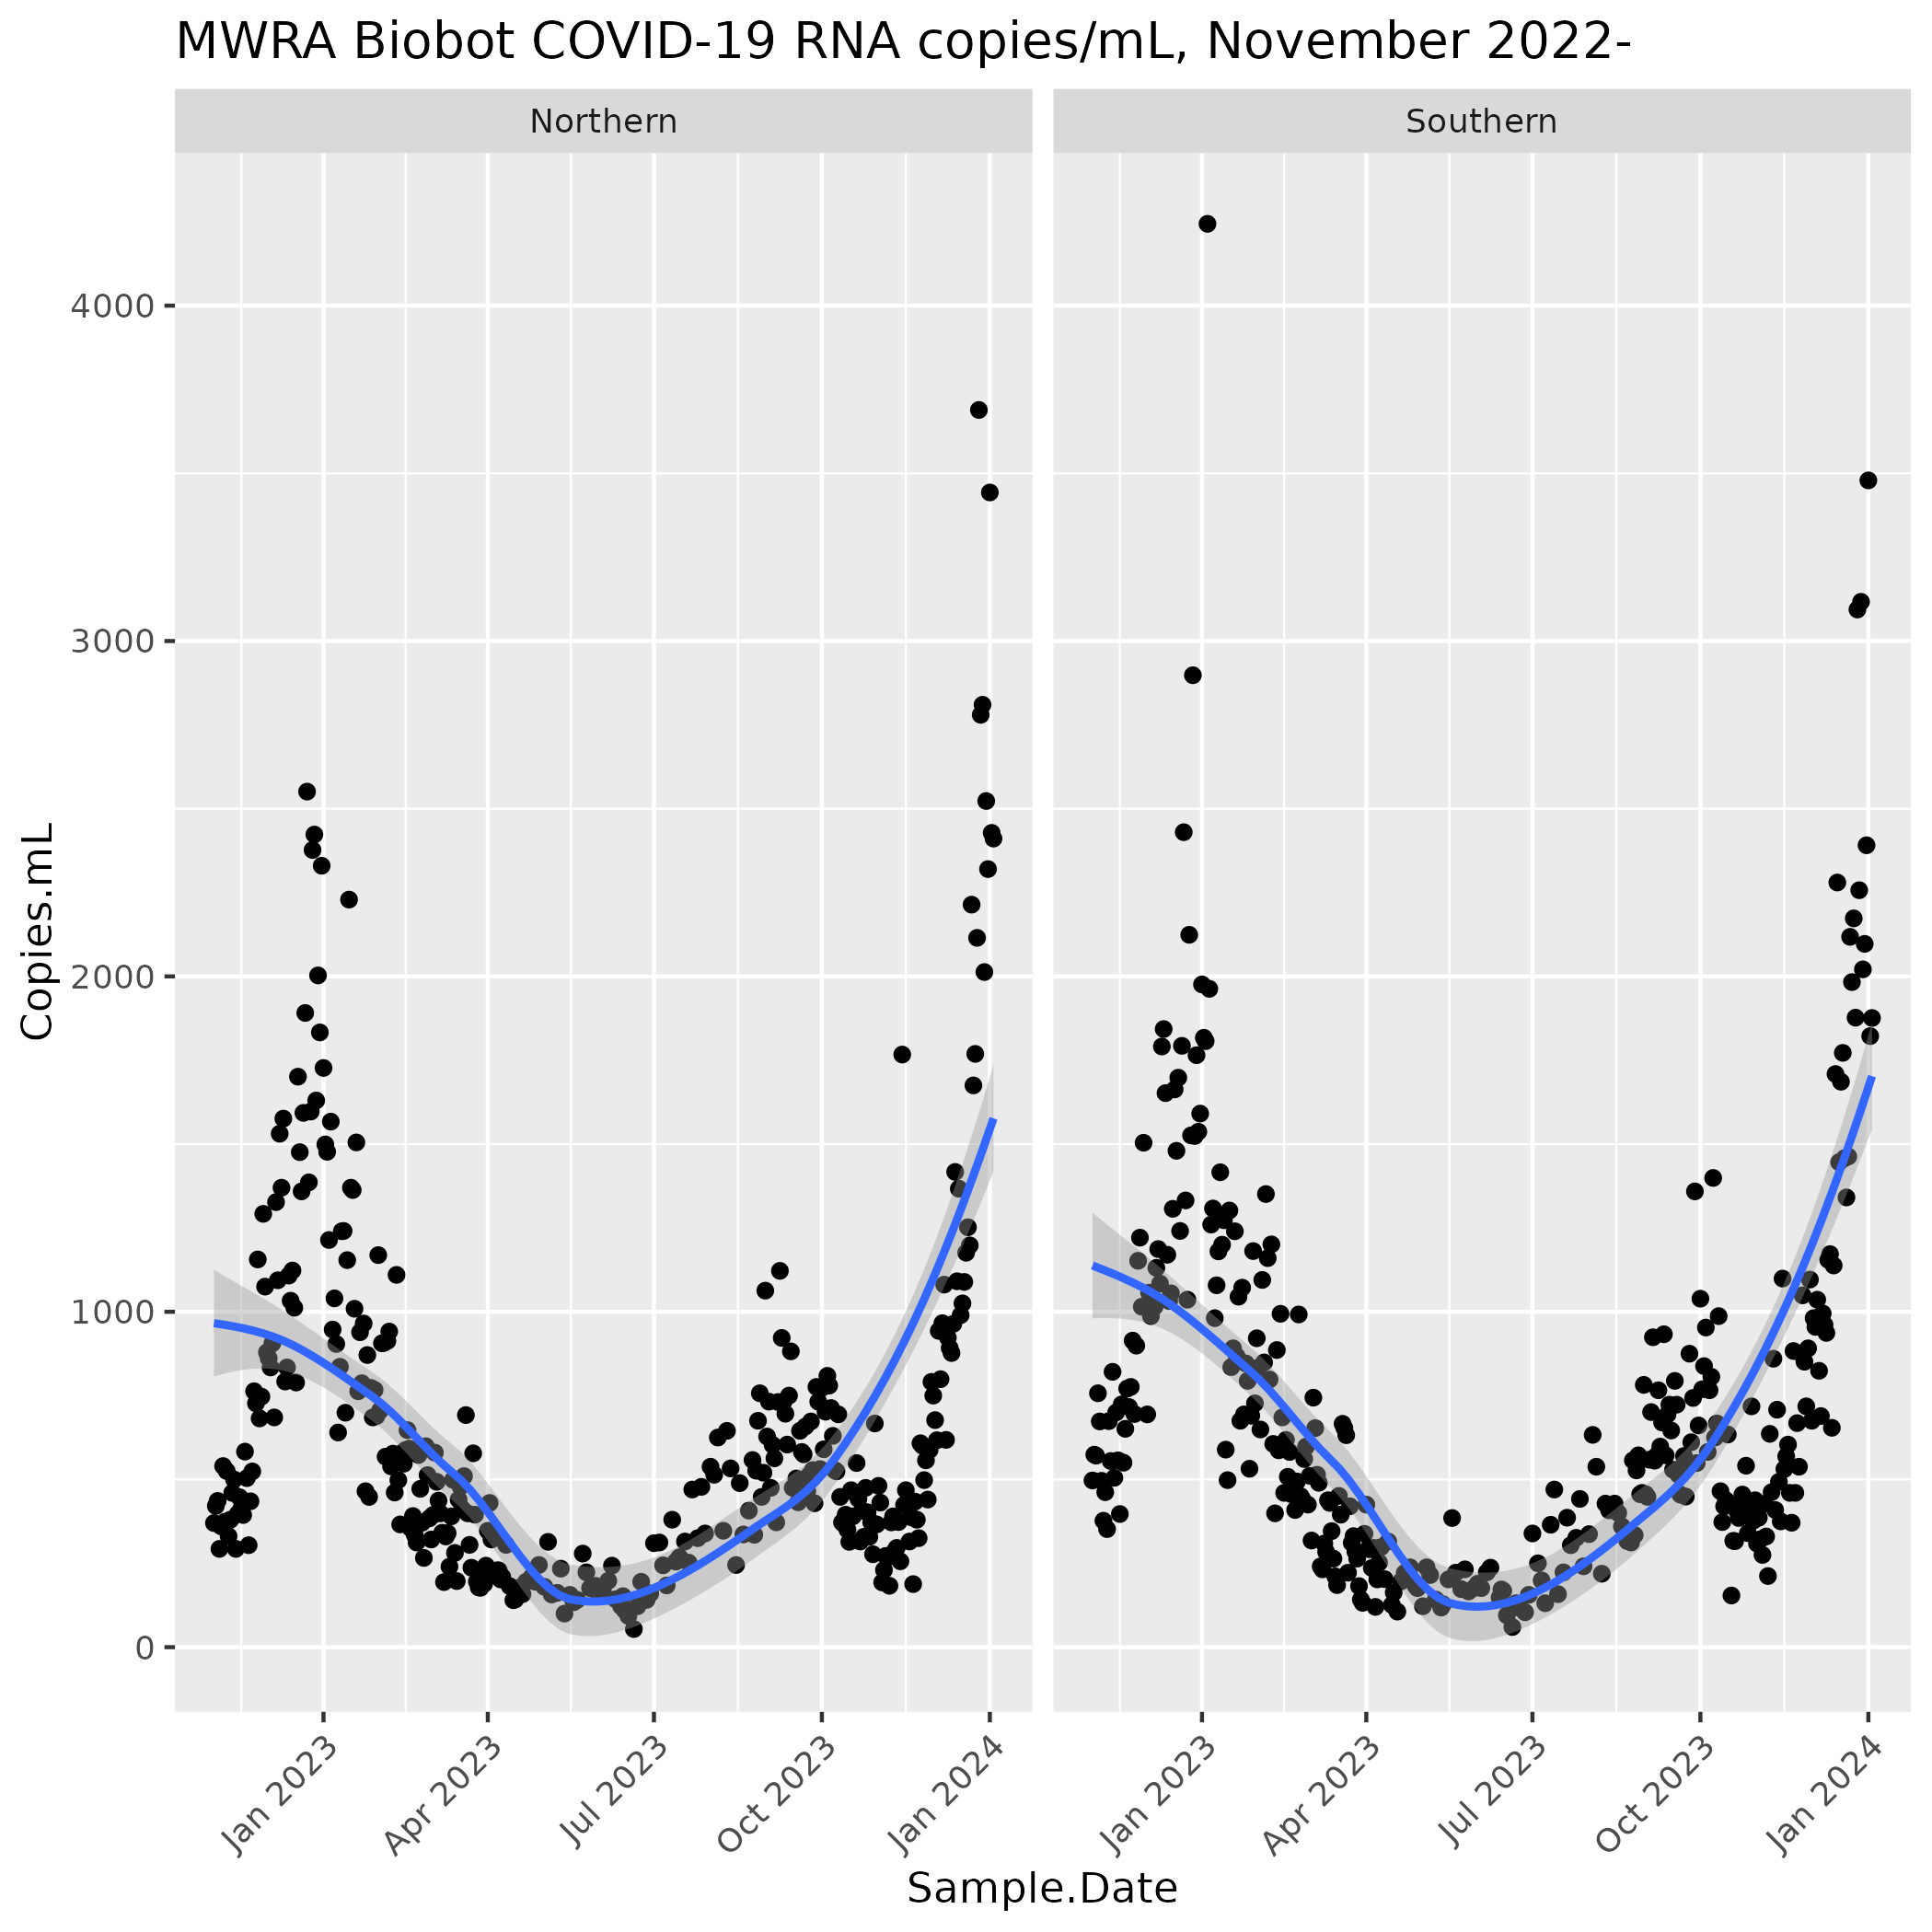 MWRA Biobot COVID-19 RNA copies/mL, November 2022-
Northern
Southern
Copies.mL
4000
3000
2000
1000
0
Jan 2023
Apr 2023
Jul 2023
Oct 2023
Jan 2024
Jan 2023
Apr 2023
Jul 2023
Oct 2023
Jan 2024
Sample.Date